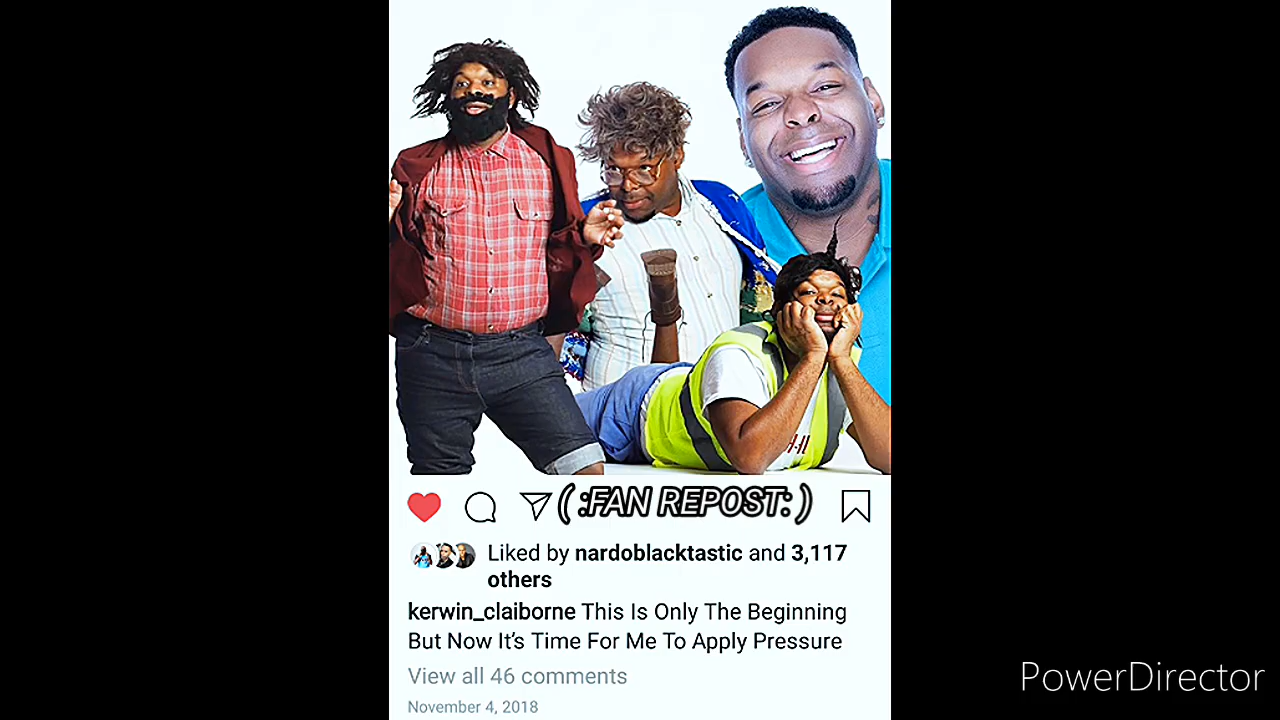 (:FAN REPOST:)
Liked by nardoblacktastic and 3,117
others
kerwin_claiborne This Is Only The Beginning
But Now It's Time For Me To Apply Pressure
View all 46 comments
November 4, 2018
PowerDirector